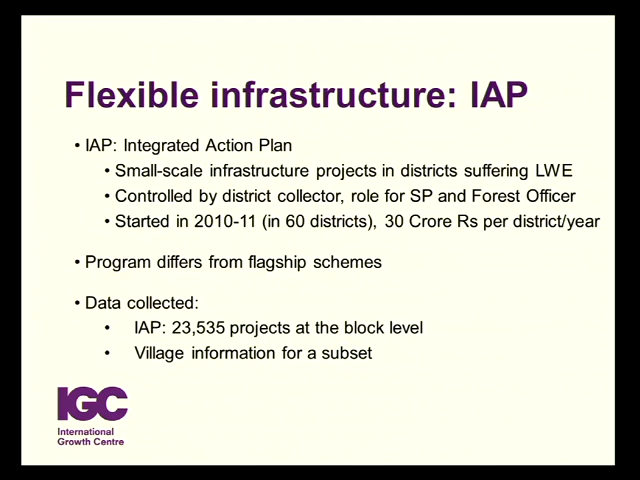 Flexible infrastructure: IAP
• IAP: Integrated Action Plan
• Small-scale infrastructure projects in districts suffering LWE
• Controlled by district collector, role for SP and Forest Officer
• Started in 2010-11 (in 60 districts), 30 Crore Rs per district/year
• Program differs from flagship schemes
• Data collected:
• IAP: 23,535 projects at the block level
• Village information for a subset
IGC
International
Growth Centre